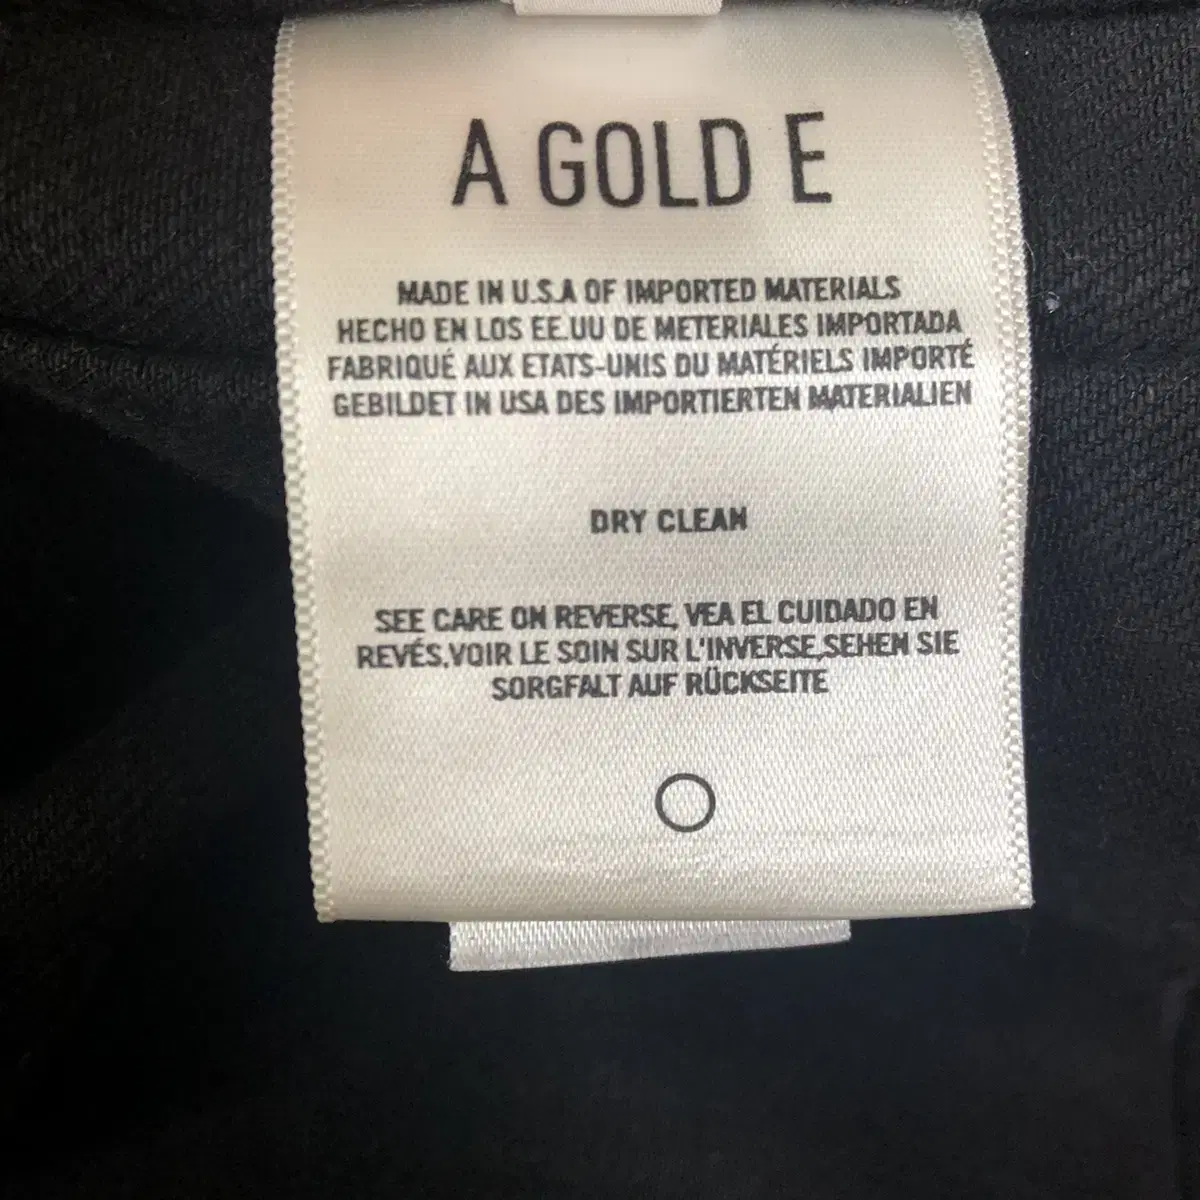 A GOLD E
MADE IN U.S.A OF IMPORTED MATERIALS
HECHO EN LOS EE.UU DE METERIALES IMPORTADA
FABRIQUÉ AUX ETATS-UNIS DU MATÉRIELS IMPORTÉ
GEBILDET IN USA DES IMPORTIERTEN MATERIALIEN
DRY CLEAN
SEE CARE ON REVERSE, VEA EL CUIDADO EN
REVÉS.VOIR LE SOIN SUR L'INVERSE,SEHEN SIE
SORGFALT AUF RÜCKSEITE